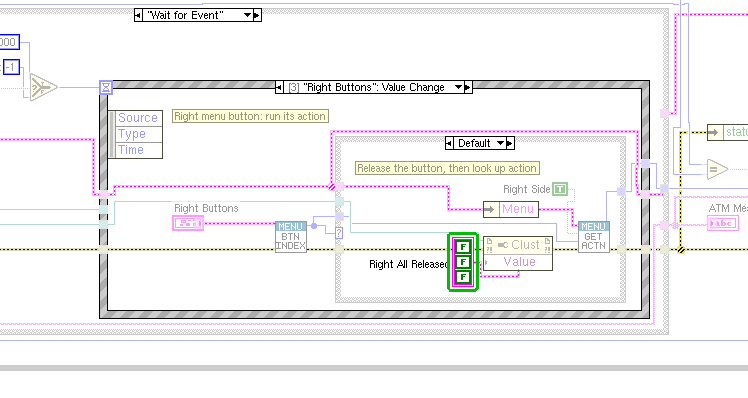 "Wait for Event"
000
-1
[3] "Right Buttons": Value Change
Source
Type
Time
Right menu button: run its action
Default
Release the button, then look up action
Right Side
T
Menu
Right Buttons
MENU
BTN
INDEX
?
MENU
GET
ACTN
Clust
Value
Right All Released
F
F
F
statu
=
ATM Me
abc